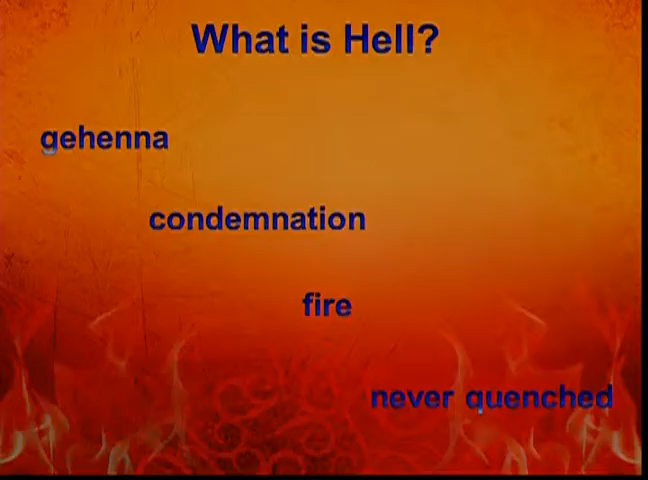 What is Hell?
gehenna
condemnation
fire
never quenched